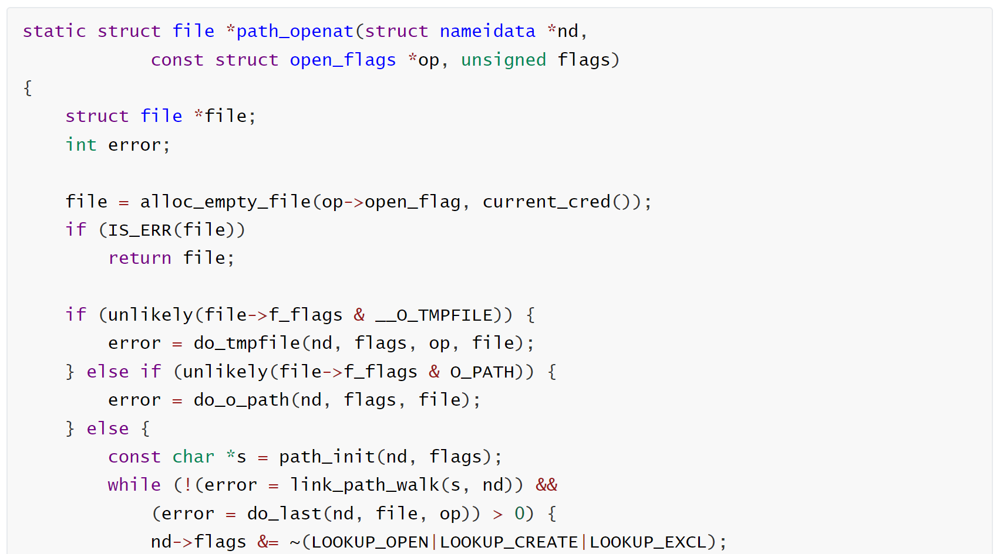 static struct file *path_openat(struct nameidata *nd,
            const struct open_flags *op, unsigned flags)
{
    struct file *file;
    int error;

    file = alloc_empty_file(op->open_flag, current_cred());
    if (IS_ERR(file))
        return file;

    if (unlikely(file->f_flags & __O_TMPFILE)) {
        error = do_tmpfile(nd, flags, op, file);
    } else if (unlikely(file->f_flags & O_PATH)) {
        error = do_o_path(nd, flags, file);
    } else {
        const char *s = path_init(nd, flags);
        while (!(error = link_path_walk(s, nd)) &&
            (error = do_last(nd, file, op)) > 0) {
            nd->flags &= ~(LOOKUP_OPEN|LOOKUP_CREATE|LOOKUP_EXCL);